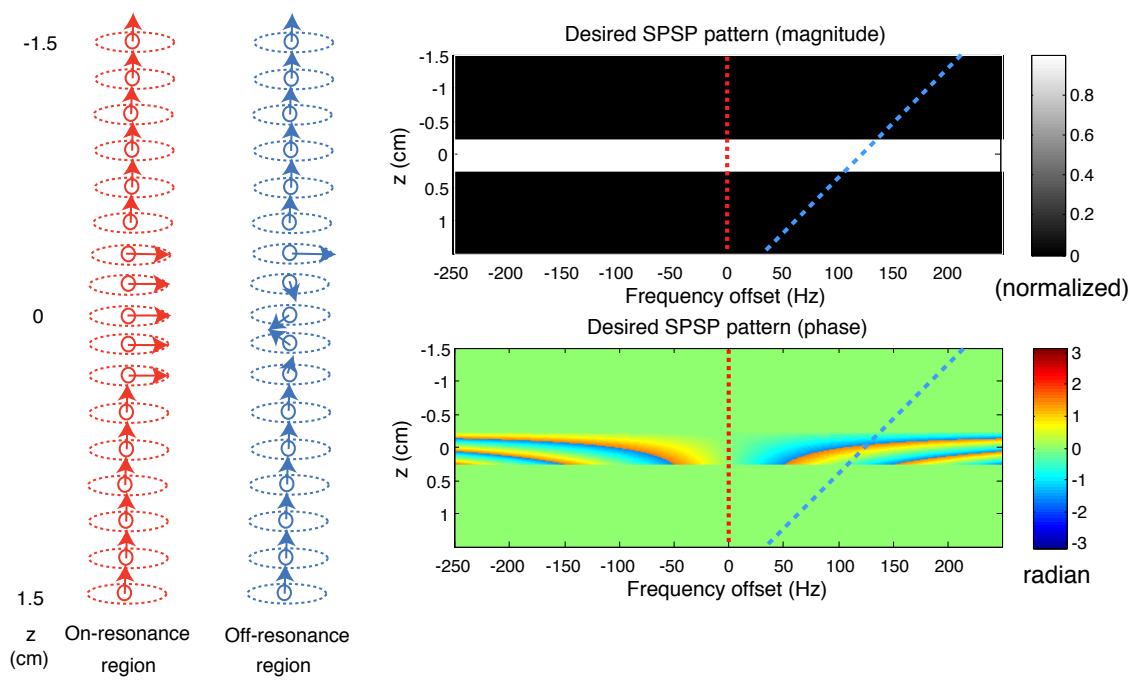 -1.5
0
1.5
z
(cm)
On-resonance
region
Off-resonance
region
Desired SPSP pattern (magnitude)
z (cm)
-1.5
-1
-0.5
0
0.5
1
-250 -200 -150 -100 -50 0 50 100 150 200
Frequency offset (Hz)
0.8
0.6
0.4
0.2
0
(normalized)
Desired SPSP pattern (phase)
z (cm)
-1.5
-1
-0.5
0
0.5
1
-250 -200 -150 -100 -50 0 50 100 150 200
Frequency offset (Hz)
3
2
1
0
-1
-2
-3
radian